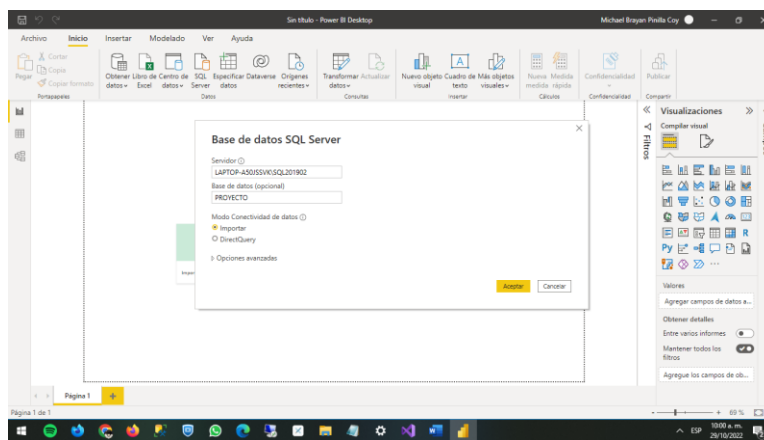 Sin título - Power BI Desktop
Michael Brayan Pinilla Coy
Archivo Inicio Insertar Modelado Ver Ayuda
Pegar
Cortar
Copie
Copiar formato
Portapapeles
Obtener datos
Libro de Excel
Centro de datos
SQL Server
Especificar datos
Dataverse
Orígenes recientes
Datos
Transformar datos
Actualizar
Consultas
Nuevo objeto visual
Cuadro de texto
Más objetos visuales
Insertar
Nueva medida
Medida rápida
Cálculos
Confidencialidad
Confidencialidad
Publicar
Compartir
Base de datos SQL Server
Servidor
LAPTOP-A50JSSVK\SQL201902
Base de datos (opcional)
PROYECTO
Modo Conectividad de datos
Importar
DirectQuery
Opciones avanzadas
Aceptar Cancelar
Filtros
Visualizaciones
Compilar visual
R
Py
Valores
Agregar campos de datos a...
Obtener detalles
Entre varios informes
Mantener todos los
filtros
Agregue los campos de ob...
Página 1
Página 1 de 1
69 %
ESP
10:00 a. m.
29/10/2022